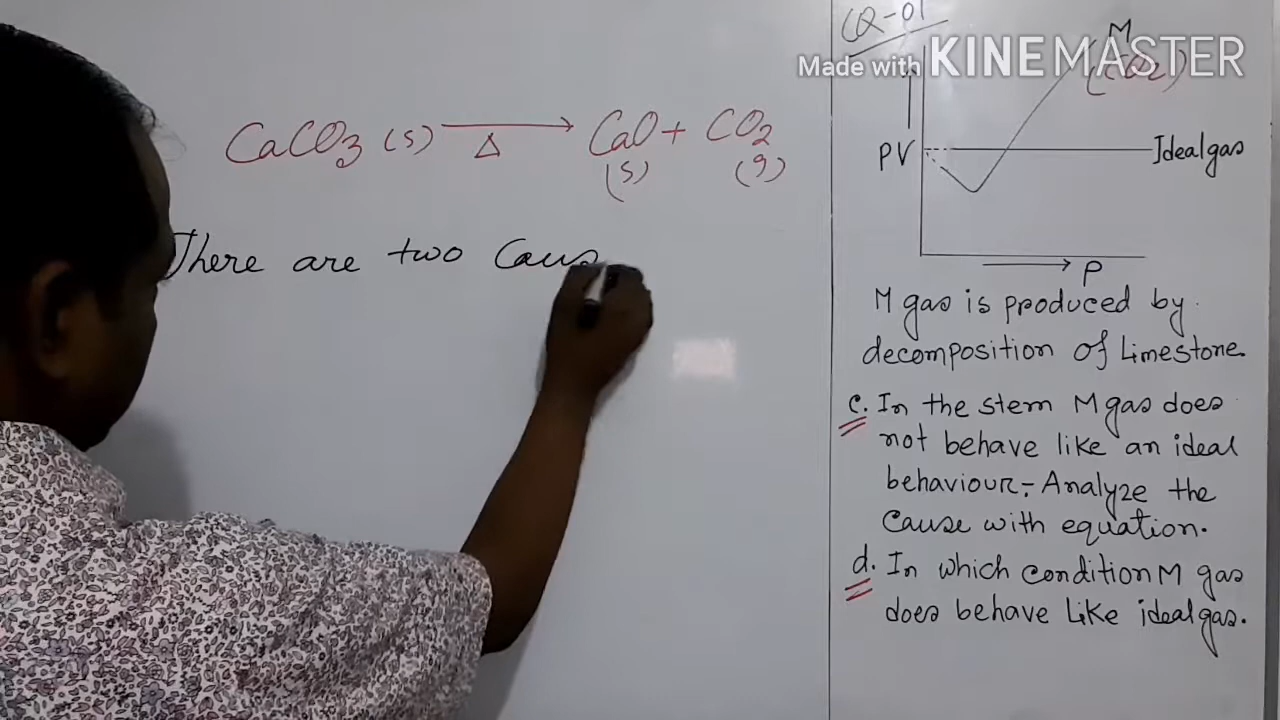 CaCO3 (s) Δ→ CaO + CO2
(s) (g)
There are two Caus
CQ-01
Made with KINEMASTER
M
(CO2)
PV
Ideal gas
→ P
M gas is produced by
decomposition of Limestone.
c. In the stem M gas does
not behave like an ideal
behaviour;- Analyze the
Cause with equation.
d. In which condition M gas
does behave like ideal gas.